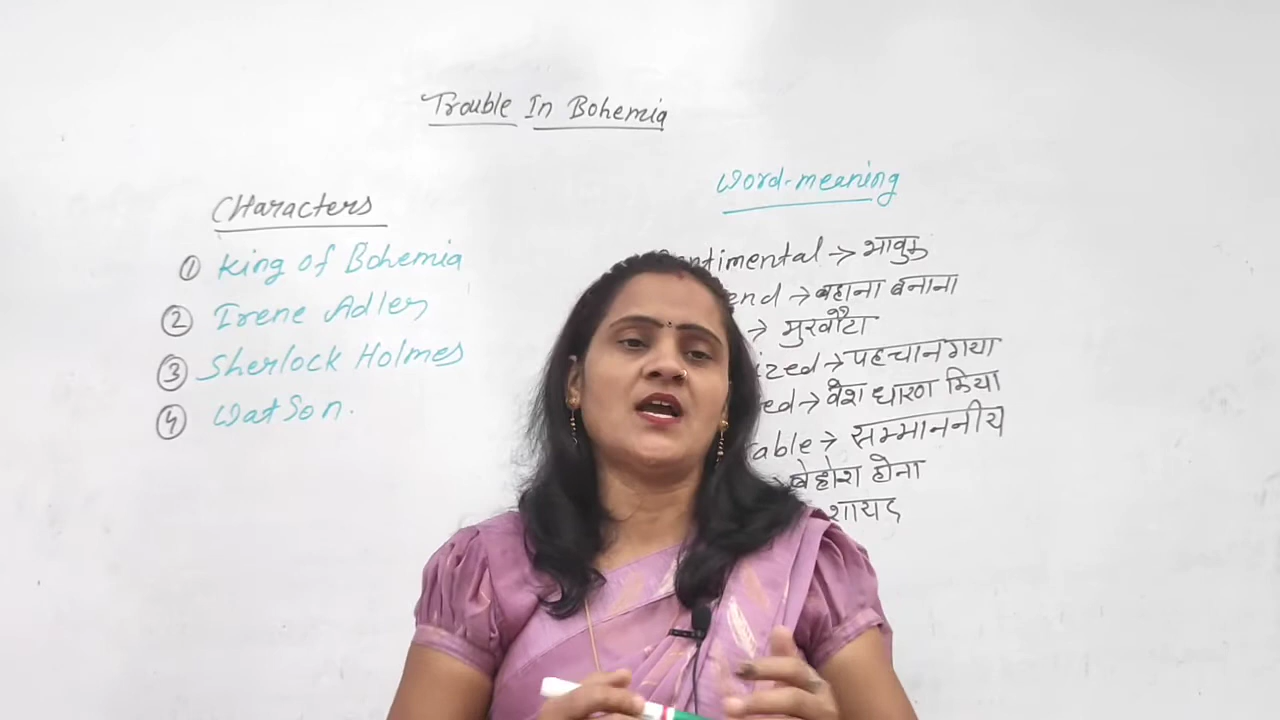 Trouble In Bohemia
Characters
① King of Bohemia
② Irene Adler
③ Sherlock Holmes
④ Watson.
Word-meaning
entimental → भावुक
end → बहाना बनाना
→ मुखौटा
ized → पहचान गया
ed → वेश धारण किया
able → सम्माननीय
→ बेहोश होना
शायद